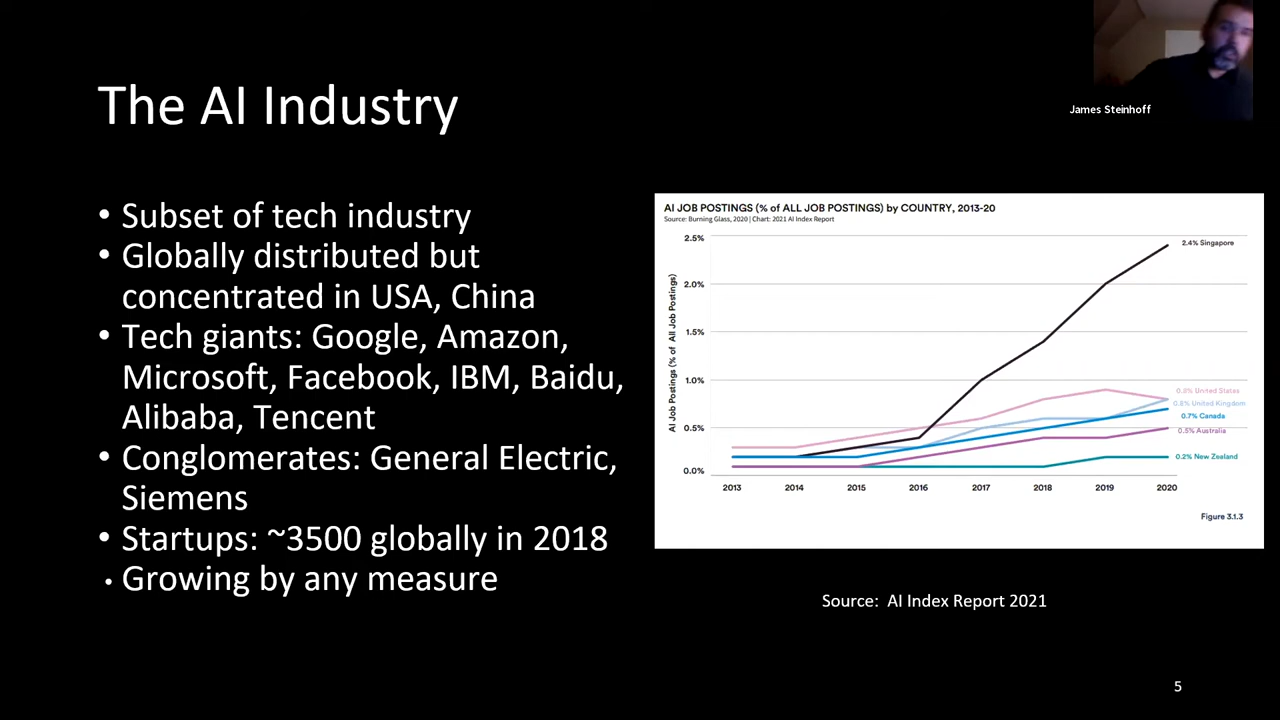 The AI Industry
James Steinhoff
• Subset of tech industry
• Globally distributed but
concentrated in USA, China
• Tech giants: Google, Amazon,
Microsoft, Facebook, IBM, Baidu,
Alibaba, Tencent
• Conglomerates: General Electric,
Siemens
• Startups: ~3500 globally in 2018
• Growing by any measure
AI JOB POSTINGS (% of ALL JOB POSTINGS) by COUNTRY, 2013-20
Source: Burning Glass, 2020 | Chart: 2021 AI Index Report
AI Job Postings (% of All Job Postings)
2.5%
2.0%
1.5%
1.0%
0.5%
0.0%
2.4% Singapore
0.8% United States
0.8% United Kingdom
0.7% Canada
0.5% Australia
0.2% New Zealand
2013 2014 2015 2016 2017 2018 2019 2020
Figure 3.1.3
Source: AI Index Report 2021
5